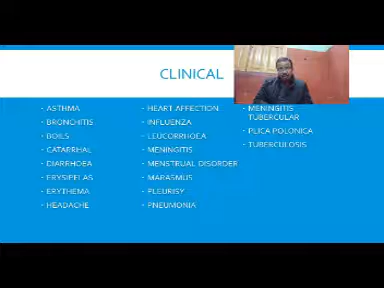 CLINICAL
- ASTHMA
- BRONCHITIS
- BOILS
- CATARRHAL
- DIARRHOEA
- ERYSIPELAS
- ERYTHEMA
- HEADACHE
- HEART AFFECTION
- INFLUENZA
- LEUCORRHOEA
- MENINGITIS
- MENSTRUAL DISORDER
- MARASMUS
- PLEURISY
- PNEUMONIA
- MENINGITIS
TUBERCULAR
- PLICA POLONICA
- TUBERCULOSIS